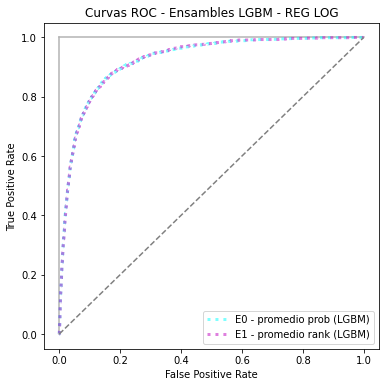 Curvas ROC - Ensambles LGBM - REG LOG
1.0
0.8
0.6
0.4
0.2
0.0
True Positive Rate
E0 - promedio prob (LGBM)
E1 - promedio rank (LGBM)
0.0 0.2 0.4 0.6 0.8 1.0
False Positive Rate